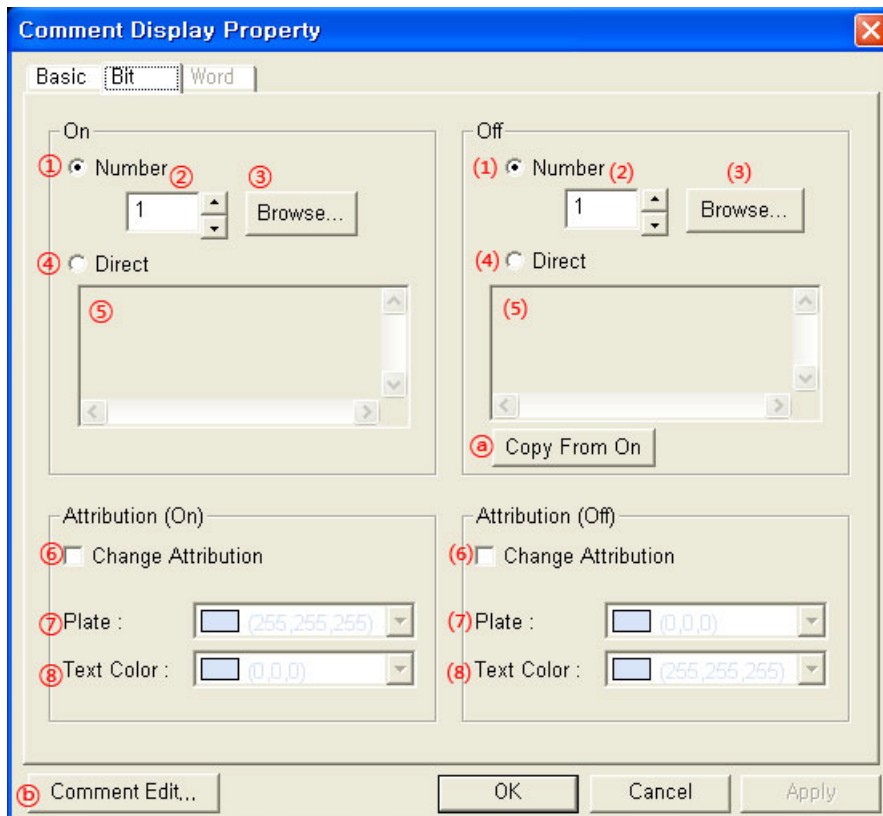 Comment Display Property
Basic Bit Word
On
① Number ② ③
1 Browse...
④ Direct
⑤
Off
(1) Number (2) (3)
1 Browse...
(4) Direct
(5)
ⓐ Copy From On
Attribution (On)
⑥ Change Attribution
⑦ Plate : (255,255,255)
⑧ Text Color : (0,0,0)
Attribution (Off)
(6) Change Attribution
(7) Plate : (0,0,0)
(8) Text Color : (255,255,255)
ⓑ Comment Edit... OK Cancel Apply